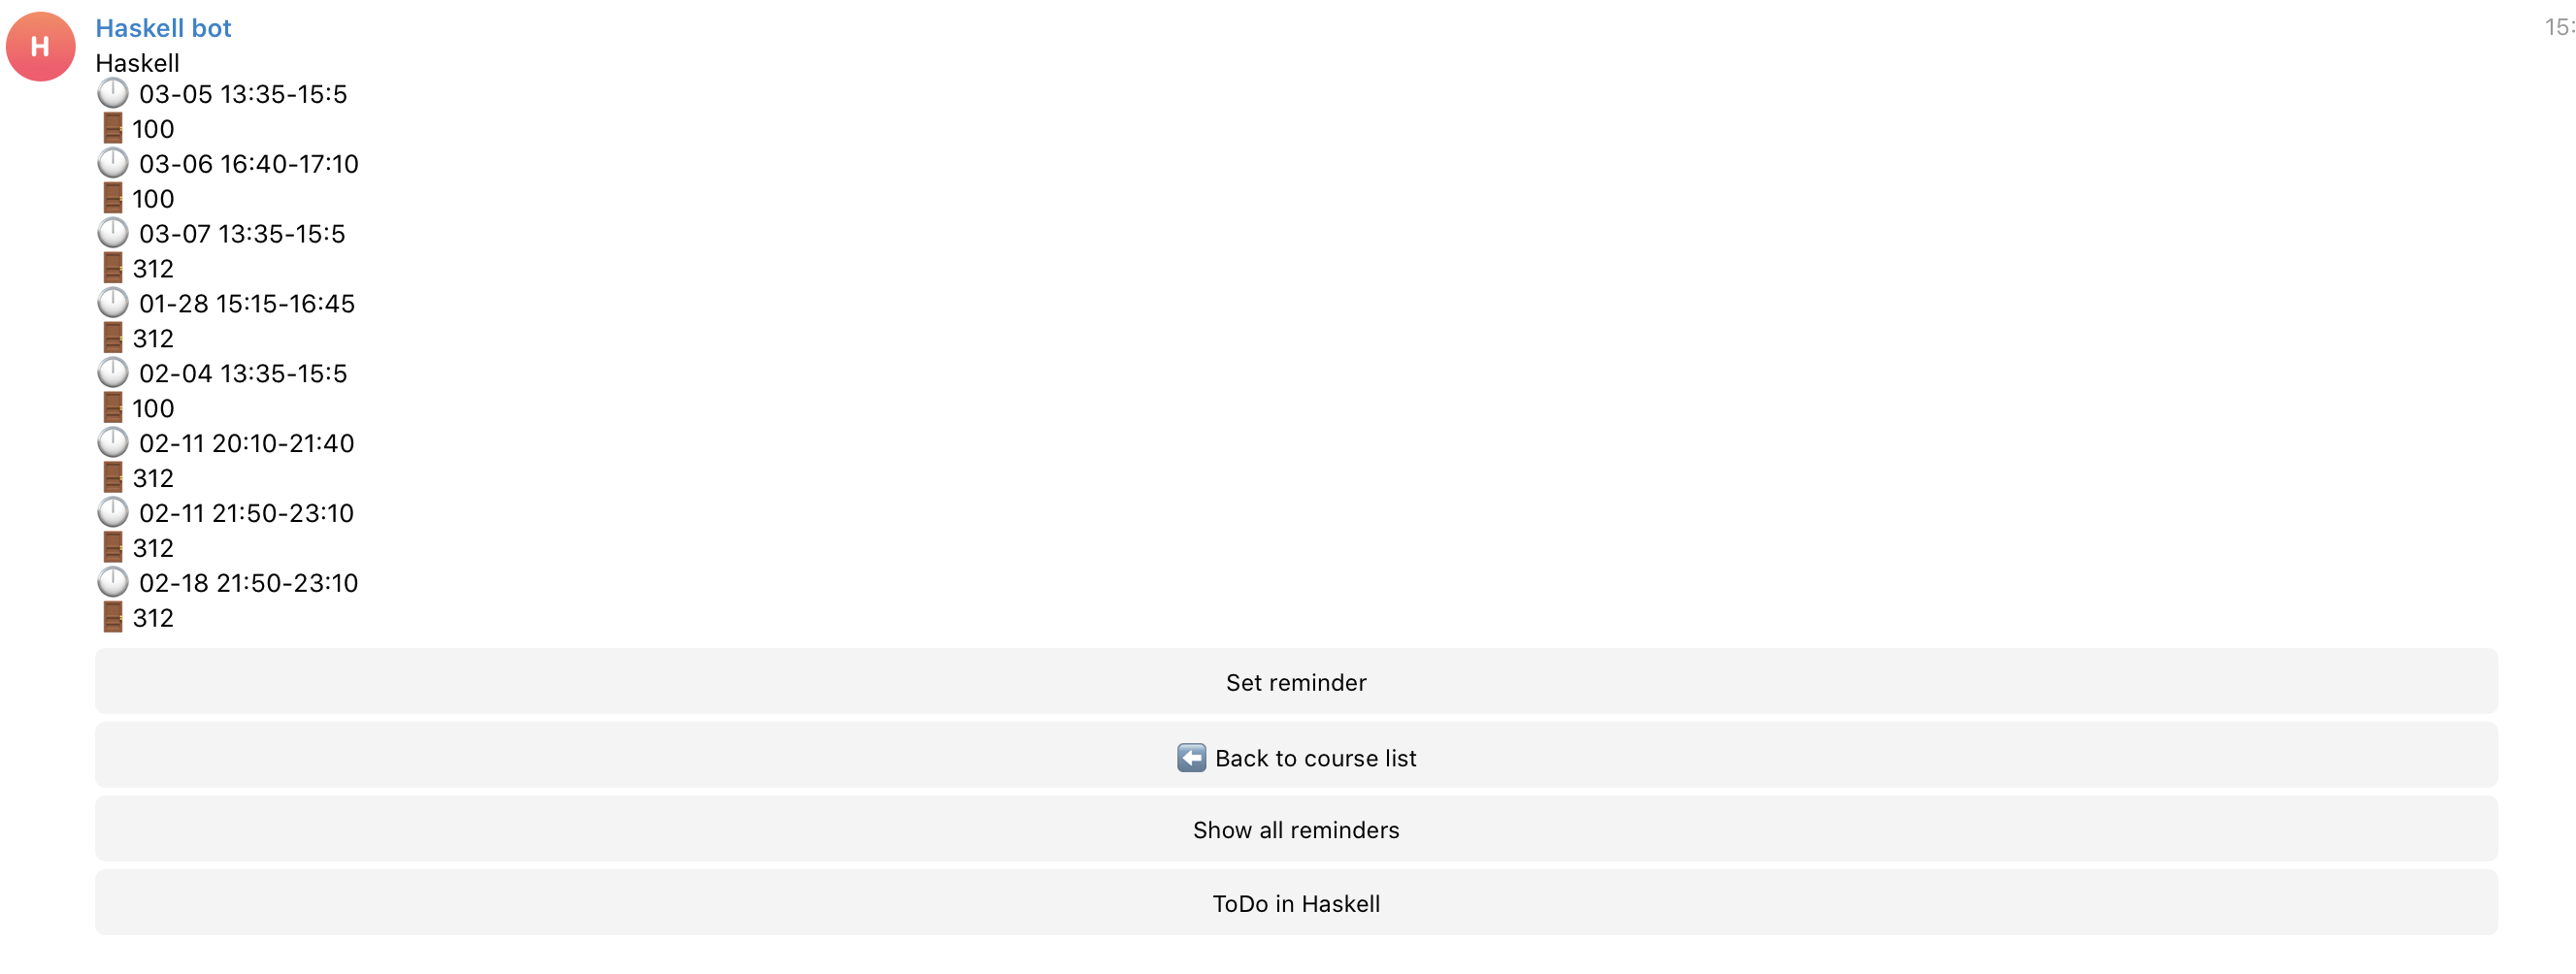 H
Haskell bot
15:
Haskell
🕛 03-05 13:35-15:5
🚪 100
🕛 03-06 16:40-17:10
🚪 100
🕛 03-07 13:35-15:5
🚪 312
🕛 01-28 15:15-16:45
🚪 312
🕛 02-04 13:35-15:5
🚪 100
🕛 02-11 20:10-21:40
🚪 312
🕛 02-11 21:50-23:10
🚪 312
🕛 02-18 21:50-23:10
🚪 312
Set reminder
⬅️ Back to course list
Show all reminders
ToDo in Haskell